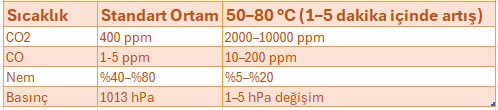 Sıcaklık Standart Ortam 50–80 °C (1–5 dakika içinde artış)
CO2 400 ppm 2000–10000 ppm
CO 1-5 ppm 10–200 ppm
Nem %40–%80 %5–%20
Basınç 1013 hPa 1–5 hPa değişim